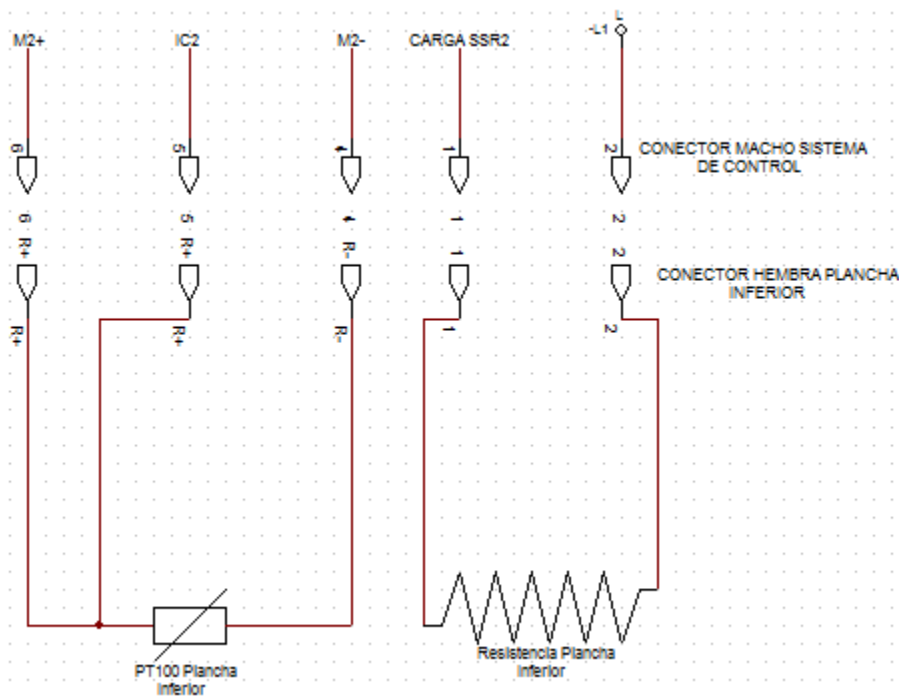 M2+ IC2 M2- CARGA SSR2 -L1 L
6 5 4 1 2
CONECTOR MACHO SISTEMA
DE CONTROL
6 5 4 1 2
R+ R+ R- 1 2
CONECTOR HEMBRA PLANCHA
INFERIOR
R+ R+ R- 1 2
PT100 Plancha
Inferior
Resistencia Plancha
Inferior